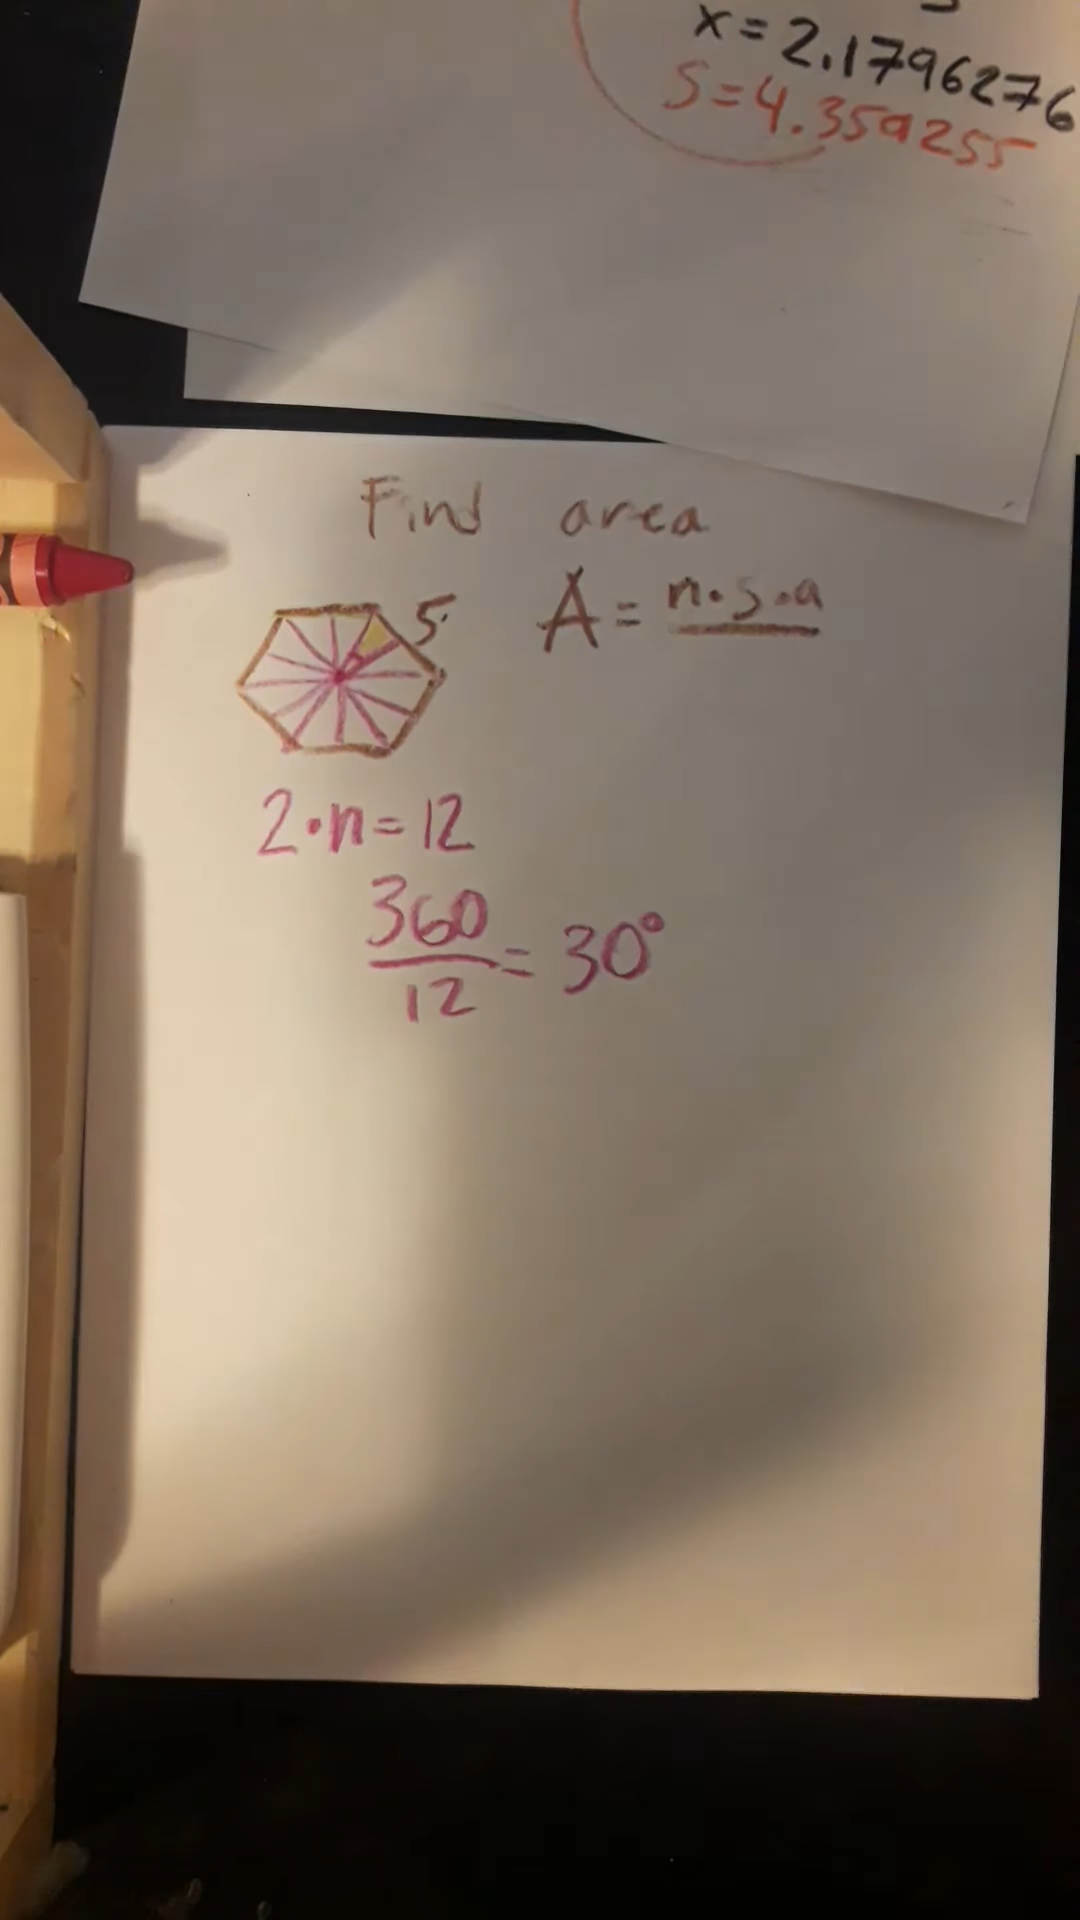 x=2.1796276
S=4.359255
Find area
5.
A = n.s.a
2.n=12
360
12
= 30°